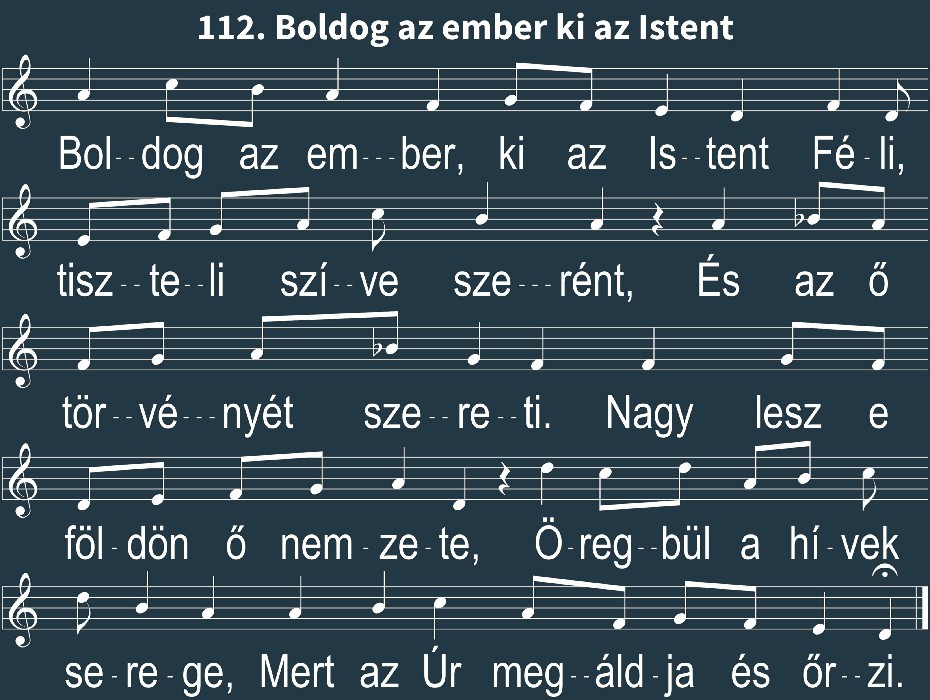 112. Boldog az ember ki az Istent
Bol--dog az em---ber, ki az Is--tent Fé-li,
tisz--te--li szí--ve sze---rént, És az ő
tör--vé---nyét sze--re--ti. Nagy lesz e
föl-dön ő nem-ze-te, Ö-reg--bül a hí-vek
se-re-ge, Mert az Úr meg--áld-ja és őr--zi.